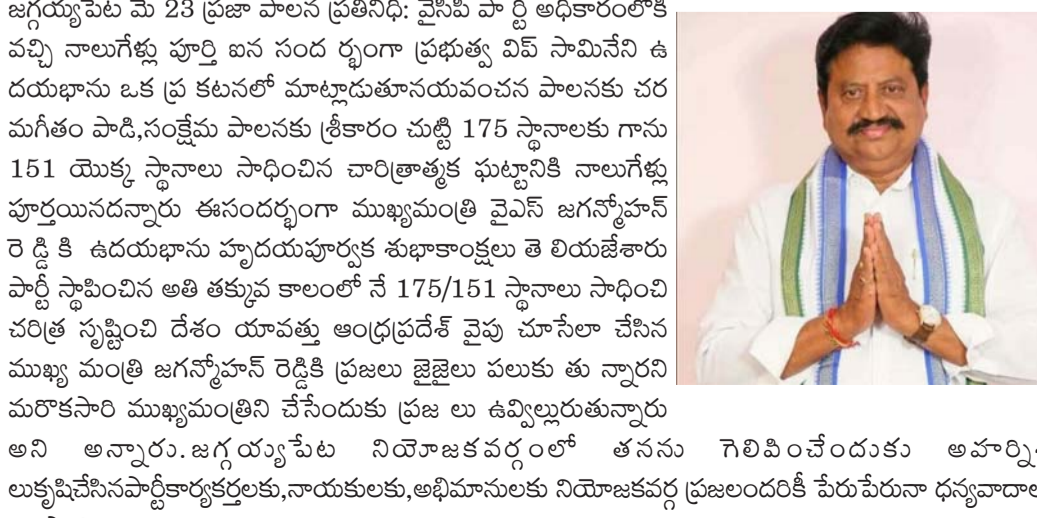 జగ్గయ్యపేట మే 23 ప్రజా పాలన ప్రతినిధి: వైసిపి పా ర్టీ అధికారంలోకి
వచ్చి నాలుగేళ్లు పూర్తి ఐన సంద ర్భంగా ప్రభుత్వ విప్ సామినేని ఉ
దయభాను ఒక ప్ర కటనలో మాట్లాడుతూనయవంచన పాలనకు చర
మగీతం పాడి,సంక్షేమ పాలనకు శ్రీకారం చుట్టి 175 స్థానాలకు గాను
151 యొక్క స్థానాలు సాధించిన చారిత్రాత్మక ఘట్టానికి నాలుగేళ్లు
పూర్తయినదన్నారు ఈసందర్భంగా ముఖ్యమంత్రి వైఎస్ జగన్మోహన్
రె డ్డి కి ఉదయభాను హృదయపూర్వక శుభాకాంక్షలు తె లియజేశారు
పార్టీ స్థాపించిన అతి తక్కువ కాలంలో నే 175/151 స్థానాలు సాధించి
చరిత్ర సృష్టించి దేశం యావత్తు ఆంధ్రప్రదేశ్ వైపు చూసేలా చేసిన
ముఖ్య మంత్రి జగన్మోహన్ రెడ్డికి ప్రజలు జైజైలు పలుకు తు న్నారని
మరొకసారి ముఖ్యమంత్రిని చేసేందుకు ప్రజ లు ఉవ్విల్లురుతున్నారు
అని అన్నారు.జగ్గయ్యపేట నియోజకవర్గంలో తనను గెలిపించేందుకు అహర్ని
లుకృషిచేసినపార్టీకార్యకర్తలకు,నాయకులకు,అభిమానులకు నియోజకవర్గ ప్రజలందరికీ పేరుపేరునా ధన్యవాదాల